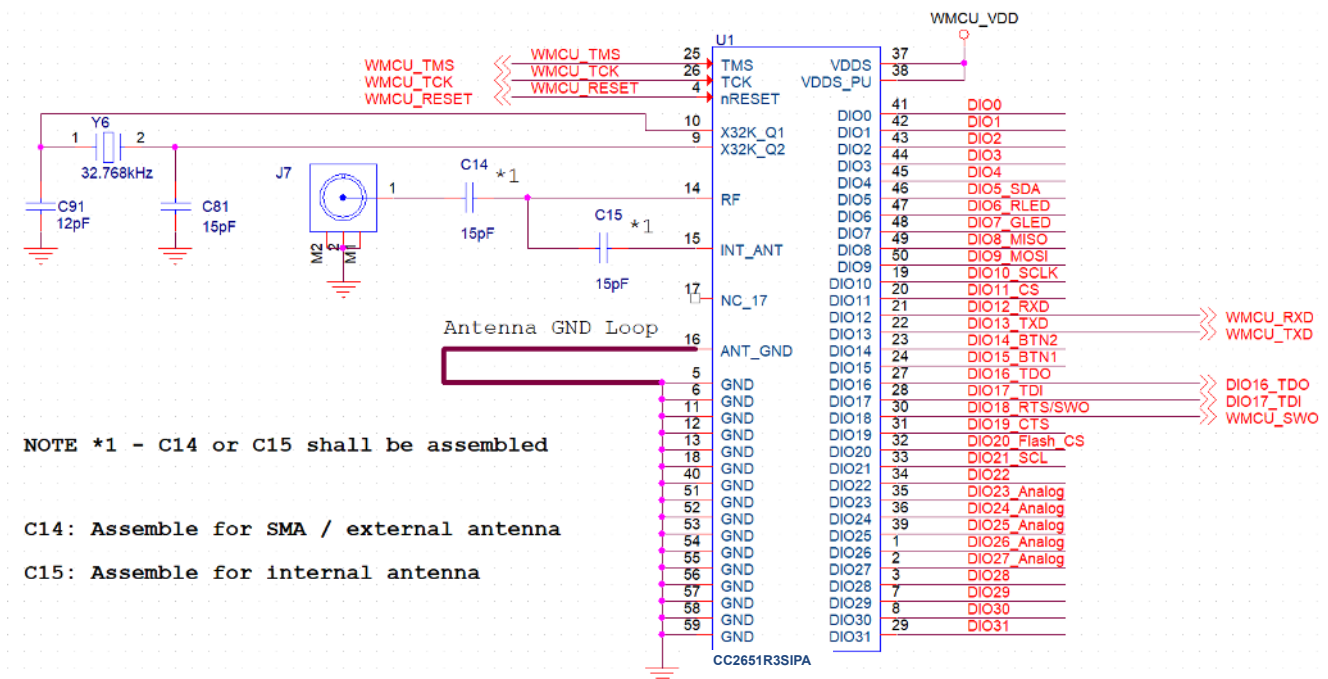 WMCU_VDD
U1
WMCU_TMS WMCU_TMS 25 TMS
WMCU_TCK WMCU_TCK 26 TCK
WMCU_RESET WMCU_RESET 4 nRESET
10 X32K_Q1
9 X32K_Q2
Y6
1 2
32.768kHz
C91
12pF
C81
15pF
J7
1
M2 2 M1
C14 *1
15pF
14 RF
C15 *1
15pF
15 INT_ANT
17 NC_17
Antenna GND Loop
16 ANT_GND
5 GND
6 GND
11 GND
12 GND
13 GND
18 GND
40 GND
51 GND
52 GND
53 GND
54 GND
55 GND
56 GND
57 GND
58 GND
59 GND
VDDS 37
VDDS_PU 38
DIO0 41 DIO0
DIO1 42 DIO1
DIO2 43 DIO2
DIO3 44 DIO3
DIO4 45 DIO4
DIO5 46 DIO5_SDA
DIO6 47 DIO6_RLED
DIO7 48 DIO7_GLED
DIO8 49 DIO8_MISO
DIO9 50 DIO9_MOSI
DIO10 19 DIO10_SCLK
DIO11 20 DIO11_CS
DIO12 21 DIO12_RXD WMCU_RXD
DIO13 22 DIO13_TXD WMCU_TXD
DIO14 23 DIO14_BTN2
DIO15 24 DIO15_BTN1
DIO16 27 DIO16_TDO DIO16_TDO
DIO17 28 DIO17_TDI DIO17_TDI
DIO18 30 DIO18_RTS/SWO WMCU_SWO
DIO19 31 DIO19_CTS
DIO20 32 DIO20_Flash_CS
DIO21 33 DIO21_SCL
DIO22 34 DIO22
DIO23 35 DIO23_Analog
DIO24 36 DIO24_Analog
DIO25 39 DIO25_Analog
DIO26 1 DIO26_Analog
DIO27 2 DIO27_Analog
DIO28 3 DIO28
DIO29 7 DIO29
DIO30 8 DIO30
DIO31 29 DIO31
CC2651R3SIPA
NOTE *1 - C14 or C15 shall be assembled
C14: Assemble for SMA / external antenna
C15: Assemble for internal antenna